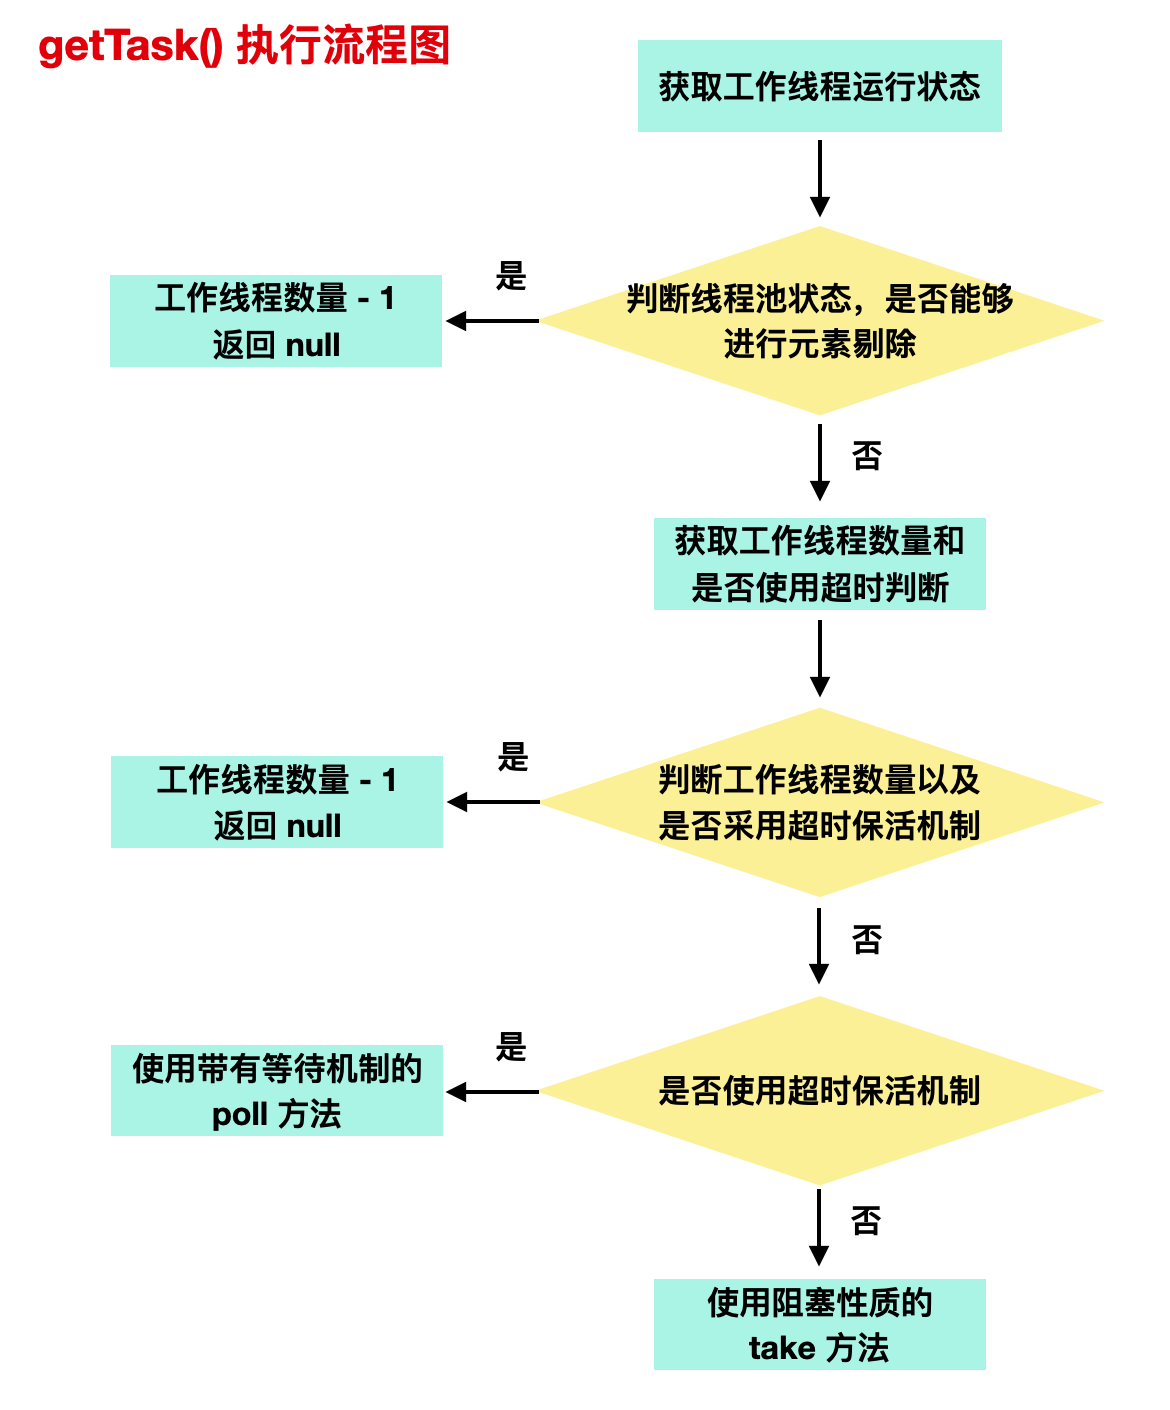 getTask() 执行流程图
获取工作线程运行状态
判断线程池状态，是否能够
进行元素剔除
是
工作线程数量 - 1
返回 null
否
获取工作线程数量和
是否使用超时判断
判断工作线程数量以及
是否采用超时保活机制
是
工作线程数量 - 1
返回 null
否
是否使用超时保活机制
是
使用带有等待机制的
poll 方法
否
使用阻塞性质的
take 方法